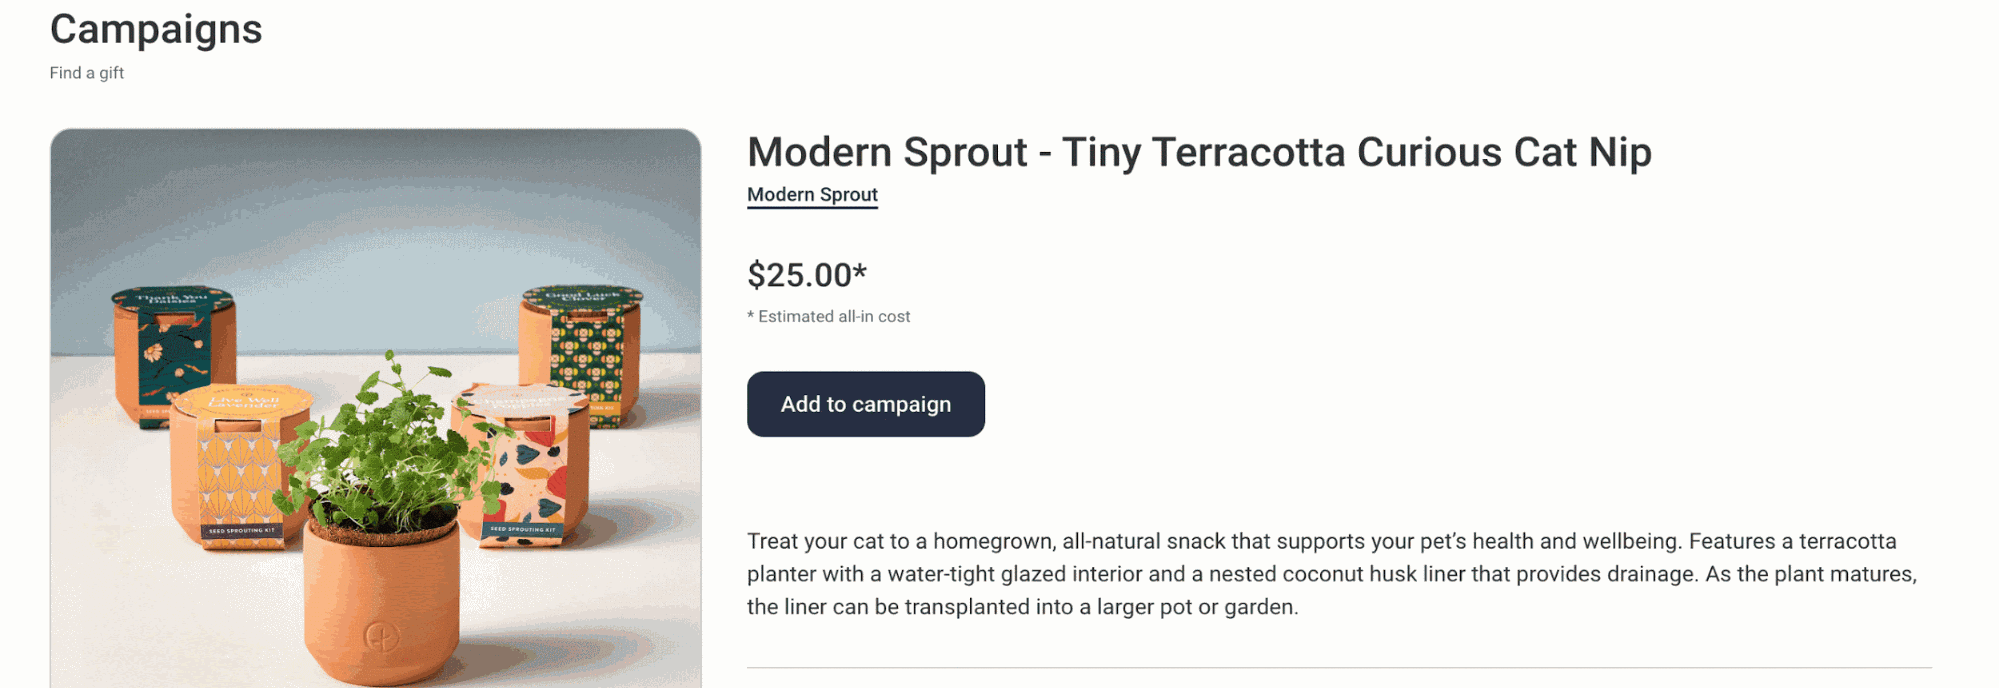 Campaigns
Find a gift
Modern Sprout - Tiny Terracotta Curious Cat Nip
Modern Sprout
$25.00*
* Estimated all-in cost
Add to campaign
Treat your cat to a homegrown, all-natural snack that supports your pet’s health and wellbeing. Features a terracotta
planter with a water-tight glazed interior and a nested coconut husk liner that provides drainage. As the plant matures,
the liner can be transplanted into a larger pot or garden.
Thank You
Daisies
Good Luck
Clover
Live Well
Lavender
Poppies
SEED SPROUTING KIT
SEED SPROUTING KIT